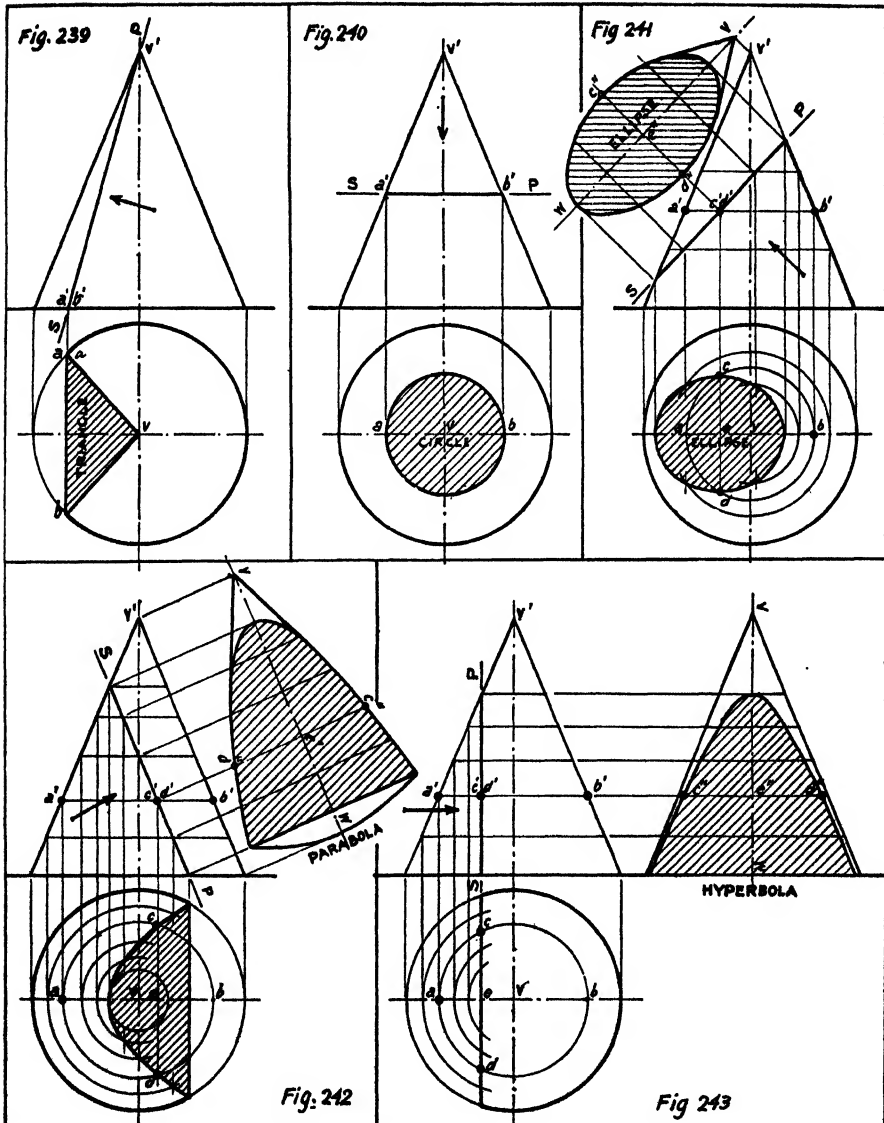 Fig. 239
P
v'
a' b'
S
a a
TRIANGLE
v
b
Fig. 240
v'
S a' b' P
a v b
CIRCLE
Fig 241
V
v'
P
c"
ELLIPSE
e"
d"
W
a' c' d' b'
S
c
a e v b
ELLIPSE
d
v'
S
V
c"
e"
d"
W
PARABOLA
a' c' d' b'
P
c
a v e b
d
Fig. 242
v'
P
V
a' c' d' b'
c" e" d"
W
S
HYPERBOLA
c
a e V b
d
Fig 243